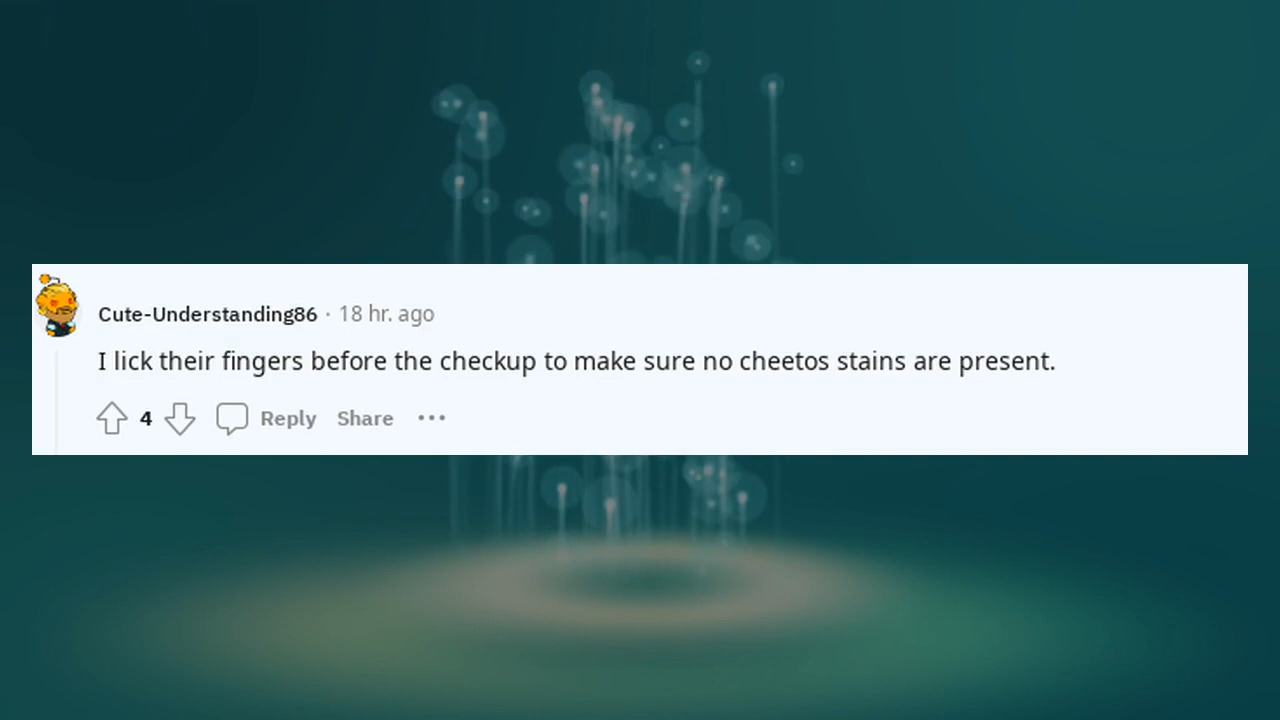 Cute-Understanding86 · 18 hr. ago
I lick their fingers before the checkup to make sure no cheetos stains are present.
4 Reply Share ···